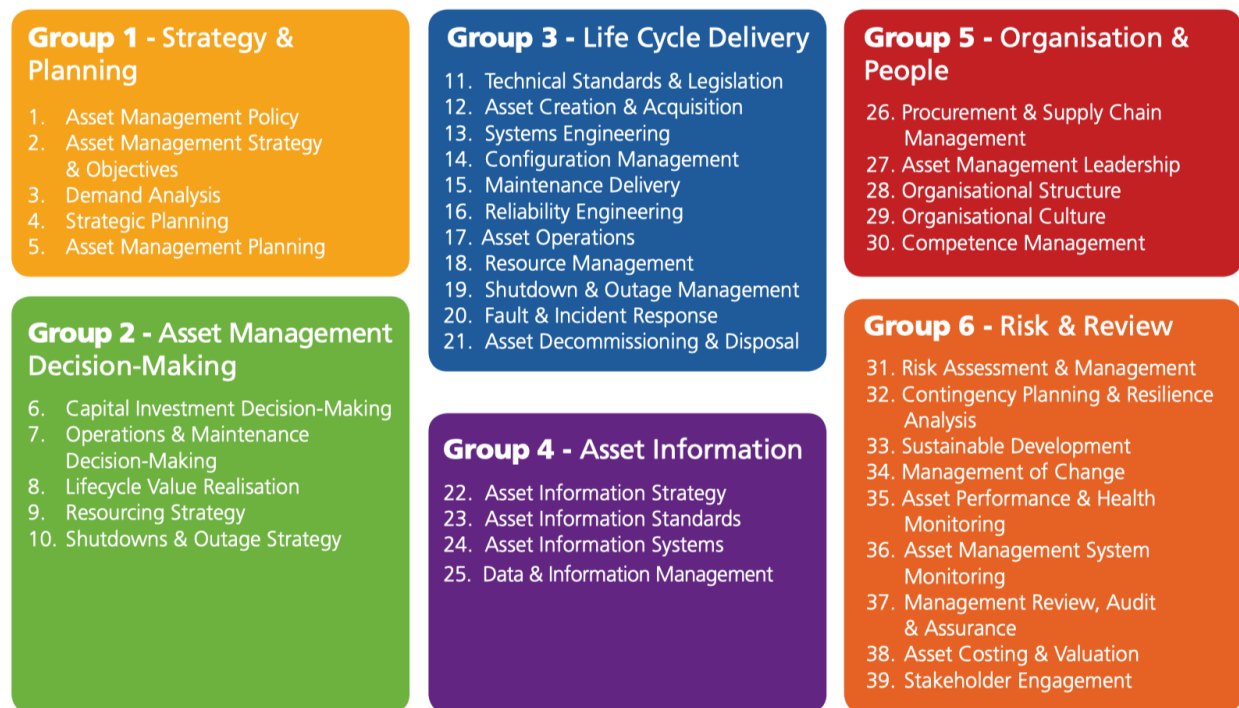 Group 1 - Strategy &
Planning
1. Asset Management Policy
2. Asset Management Strategy
& Objectives
3. Demand Analysis
4. Strategic Planning
5. Asset Management Planning
Group 2 - Asset Management
Decision-Making
6. Capital Investment Decision-Making
7. Operations & Maintenance
Decision-Making
8. Lifecycle Value Realisation
9. Resourcing Strategy
10. Shutdowns & Outage Strategy
Group 3 - Life Cycle Delivery
11. Technical Standards & Legislation
12. Asset Creation & Acquisition
13. Systems Engineering
14. Configuration Management
15. Maintenance Delivery
16. Reliability Engineering
17. Asset Operations
18. Resource Management
19. Shutdown & Outage Management
20. Fault & Incident Response
21. Asset Decommissioning & Disposal
Group 4 - Asset Information
22. Asset Information Strategy
23. Asset Information Standards
24. Asset Information Systems
25. Data & Information Management
Group 5 - Organisation &
People
26. Procurement & Supply Chain
Management
27. Asset Management Leadership
28. Organisational Structure
29. Organisational Culture
30. Competence Management
Group 6 - Risk & Review
31. Risk Assessment & Management
32. Contingency Planning & Resilience
Analysis
33. Sustainable Development
34. Management of Change
35. Asset Performance & Health
Monitoring
36. Asset Management System
Monitoring
37. Management Review, Audit
& Assurance
38. Asset Costing & Valuation
39. Stakeholder Engagement